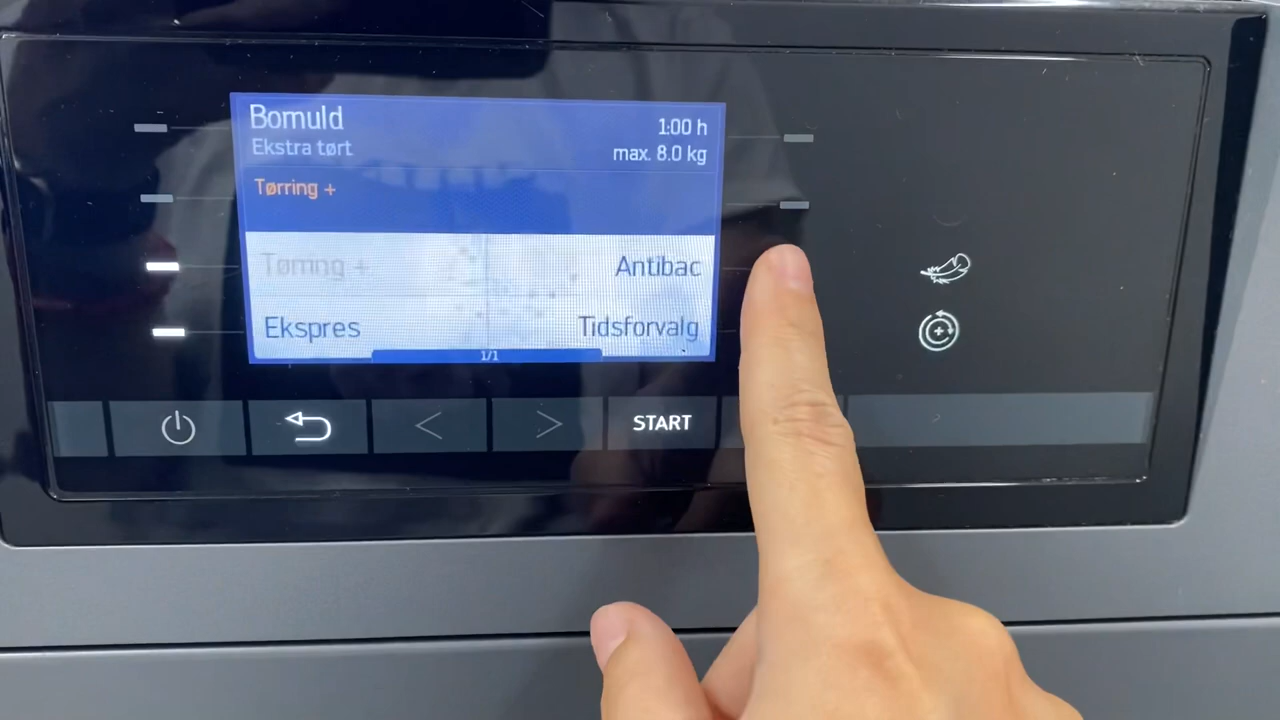 Bomuld
1:00 h
Ekstra tørt
max. 8.0 kg
Tørring +
Tørring +
Antibac
Ekspres
Tidsforvalg
1/1
START